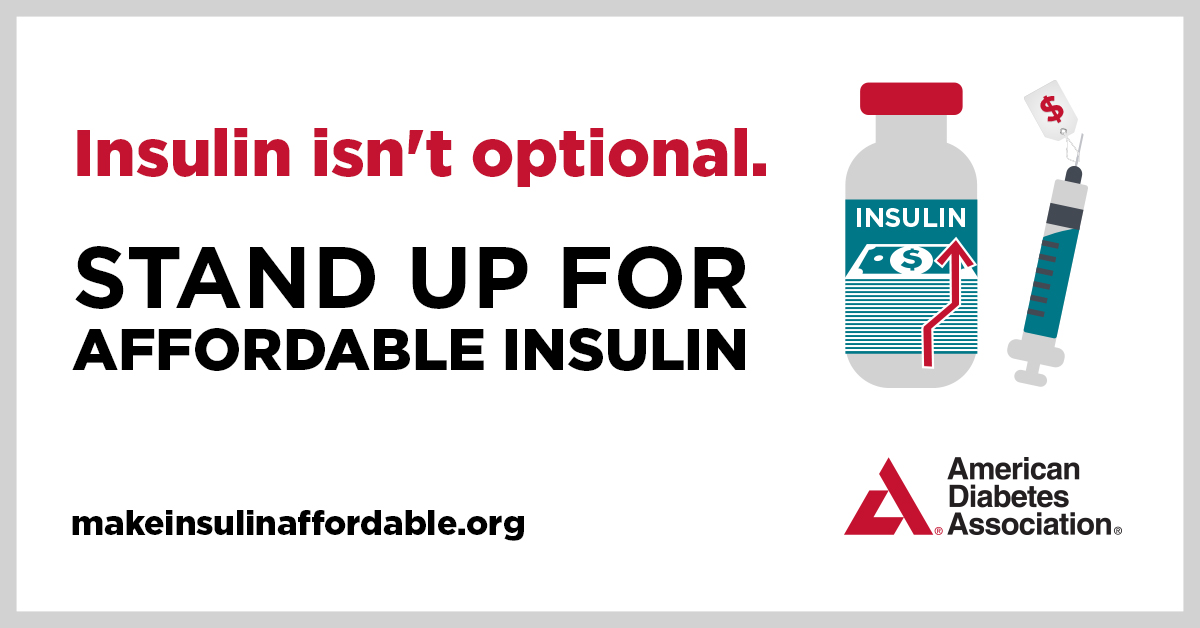 Insulin isn't optional.
STAND UP FOR
AFFORDABLE INSULIN
makeinsulinaffordable.org
$
INSULIN
$
American
Diabetes
® Association®